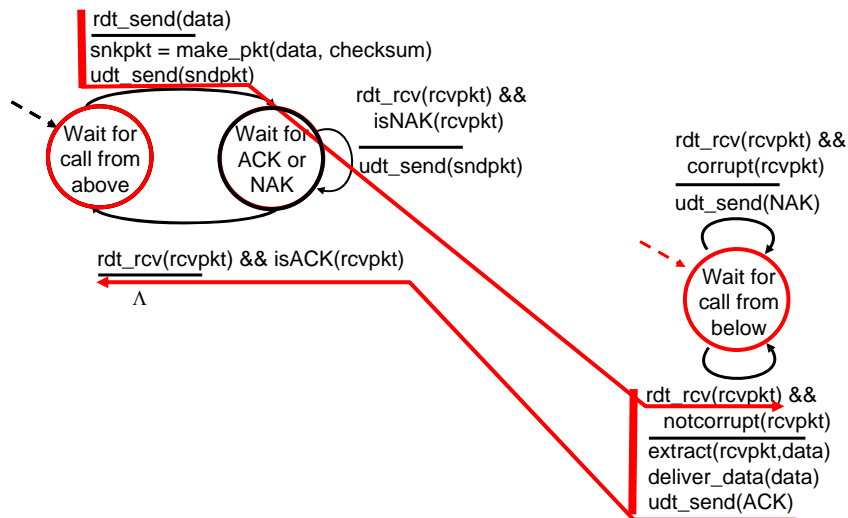 rdt_send(data)
snkpkt = make_pkt(data, checksum)
udt_send(sndpkt)
Wait for
call from
above
Wait for
ACK or
NAK
rdt_rcv(rcvpkt) &&
isNAK(rcvpkt)
udt_send(sndpkt)
rdt_rcv(rcvpkt) && isACK(rcvpkt)
Λ
rdt_rcv(rcvpkt) &&
corrupt(rcvpkt)
udt_send(NAK)
Wait for
call from
below
rdt_rcv(rcvpkt) &&
notcorrupt(rcvpkt)
extract(rcvpkt,data)
deliver_data(data)
udt_send(ACK)